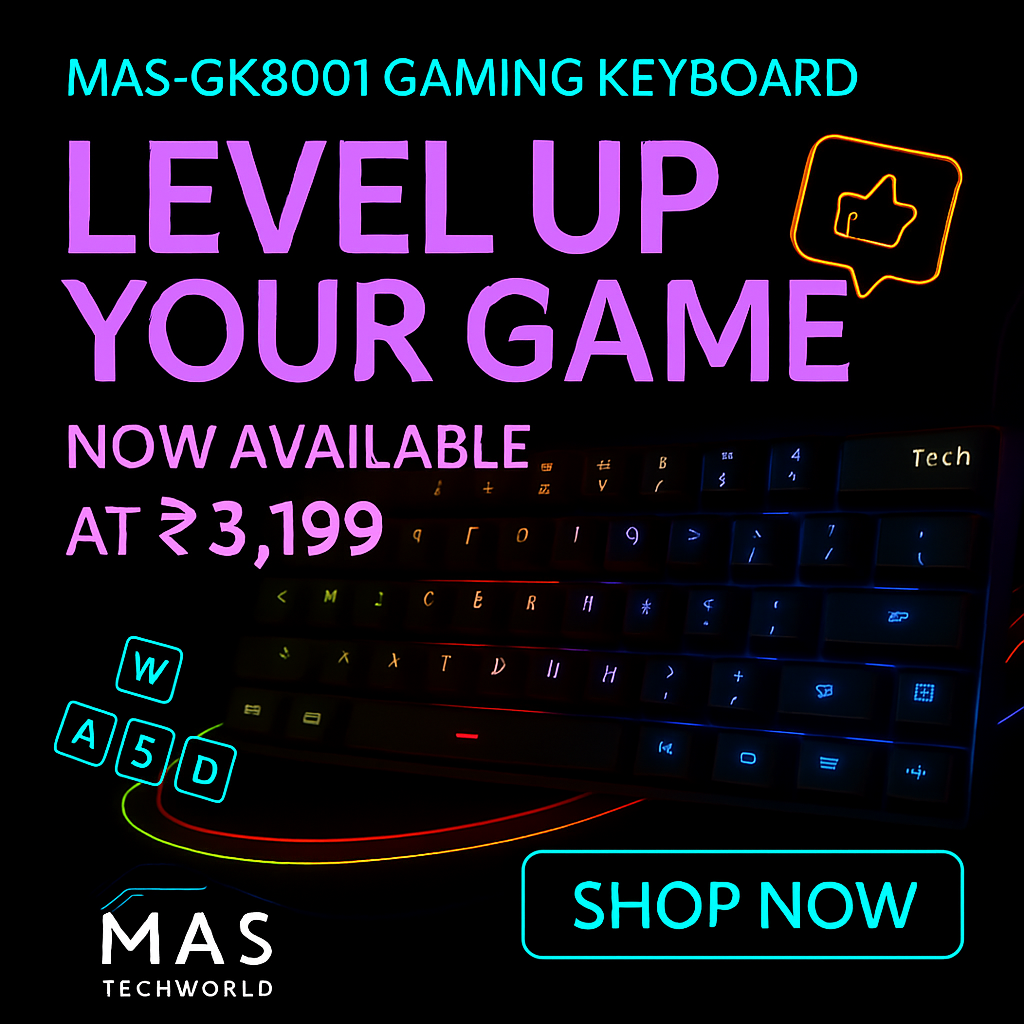 MAS-GK8001 GAMING KEYBOARD
LEVEL UP
YOUR GAME
NOW AVAILABLE
AT ₹ 3,199
Tech
W
A 5 D
MAS
TECHWORLD
SHOP NOW